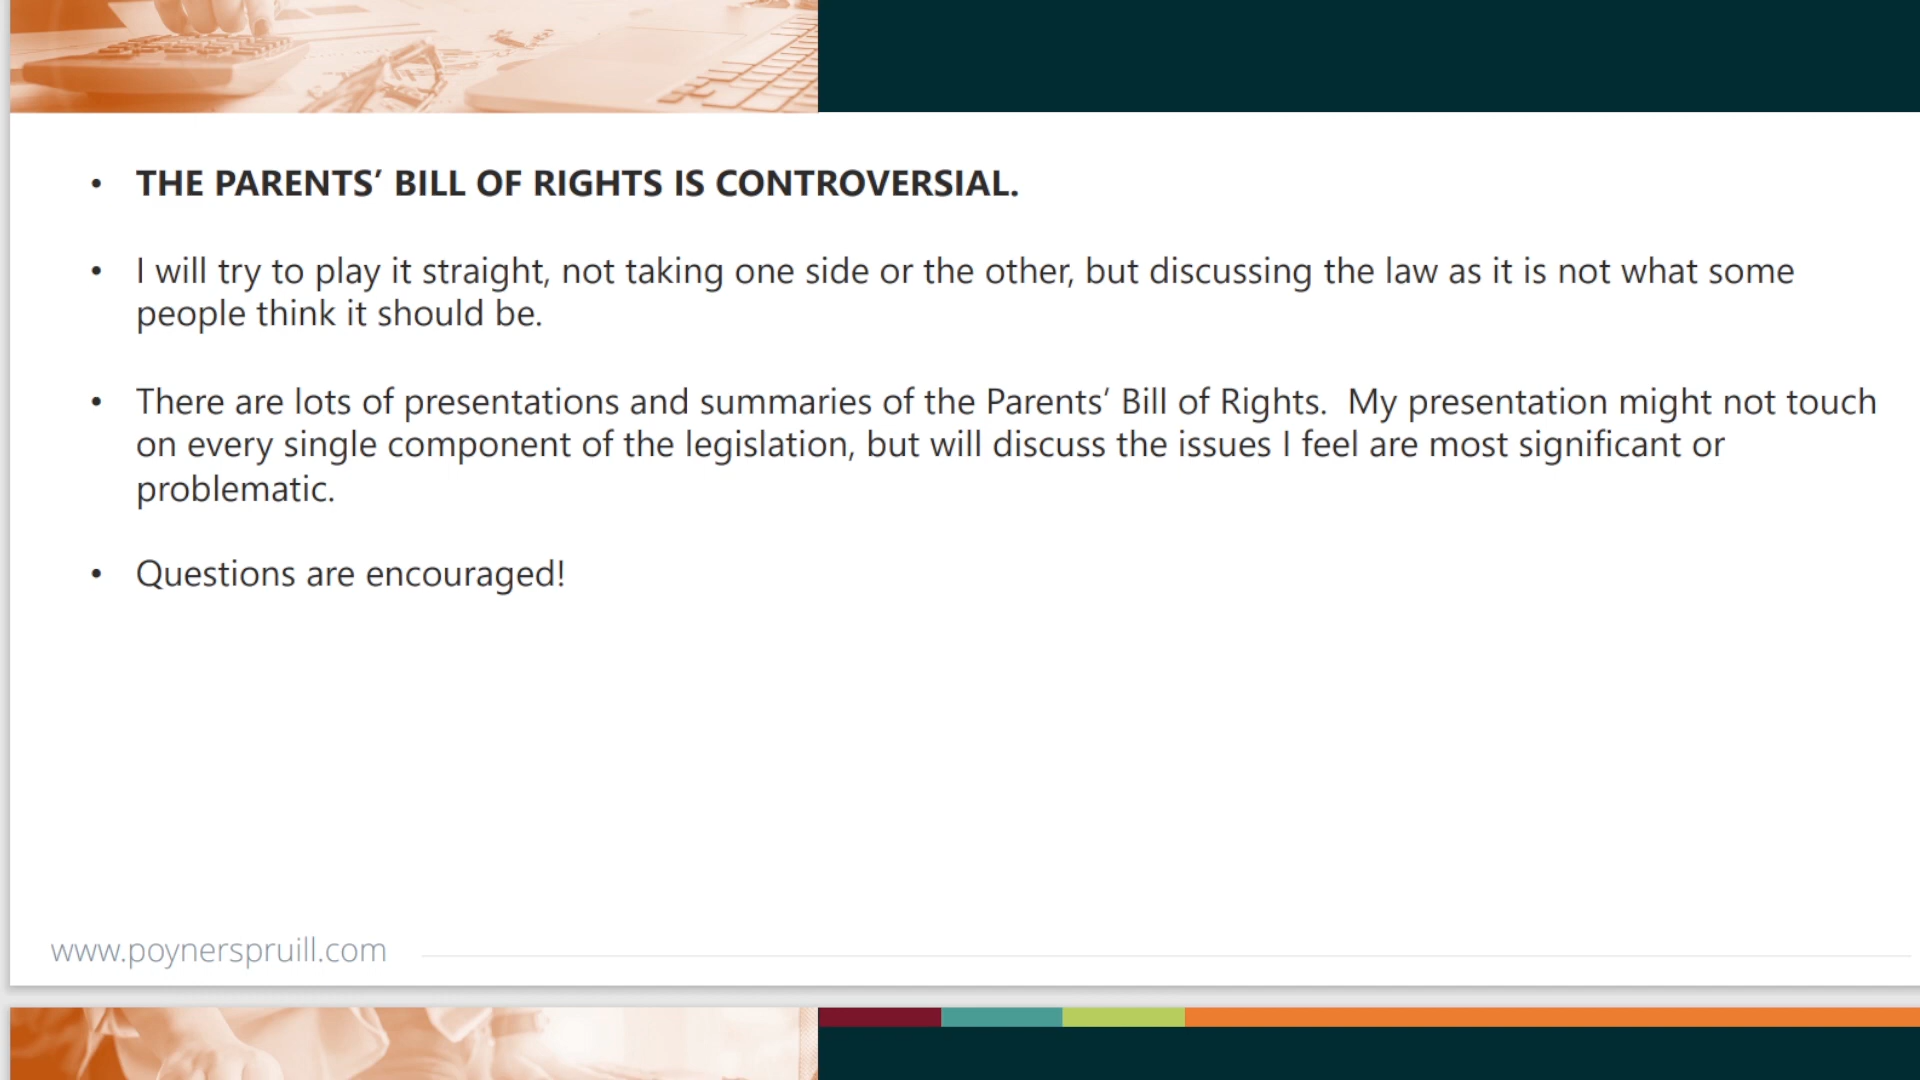 • THE PARENTS’ BILL OF RIGHTS IS CONTROVERSIAL.
• I will try to play it straight, not taking one side or the other, but discussing the law as it is not what some
people think it should be.
• There are lots of presentations and summaries of the Parents’ Bill of Rights.  My presentation might not touch
on every single component of the legislation, but will discuss the issues I feel are most significant or
problematic.
• Questions are encouraged!
www.poynerspruill.com